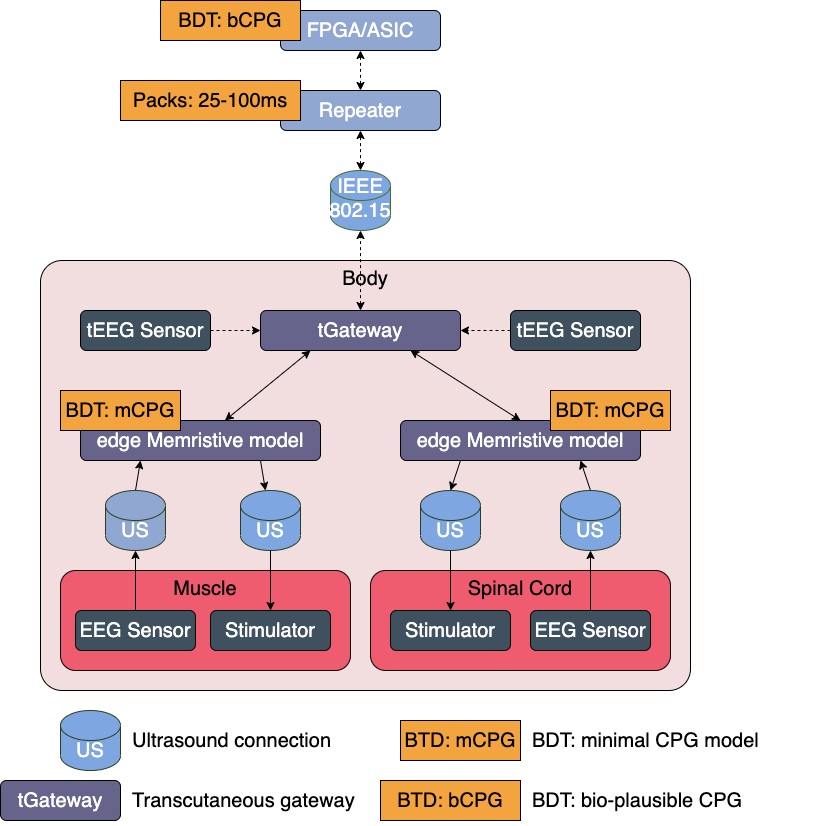 BDT: bCPG
FPGA/ASIC
Packs: 25-100ms
Repeater
IEEE
802.15
Body
tEEG Sensor
tGateway
tEEG Sensor
BDT: mCPG
BDT: mCPG
edge Memristive model
edge Memristive model
US
US
US
US
Muscle
Spinal Cord
EEG Sensor
Stimulator
Stimulator
EEG Sensor
US
Ultrasound connection
BTD: mCPG
BDT: minimal CPG model
tGateway
Transcutaneous gateway
BTD: bCPG
BDT: bio-plausible CPG